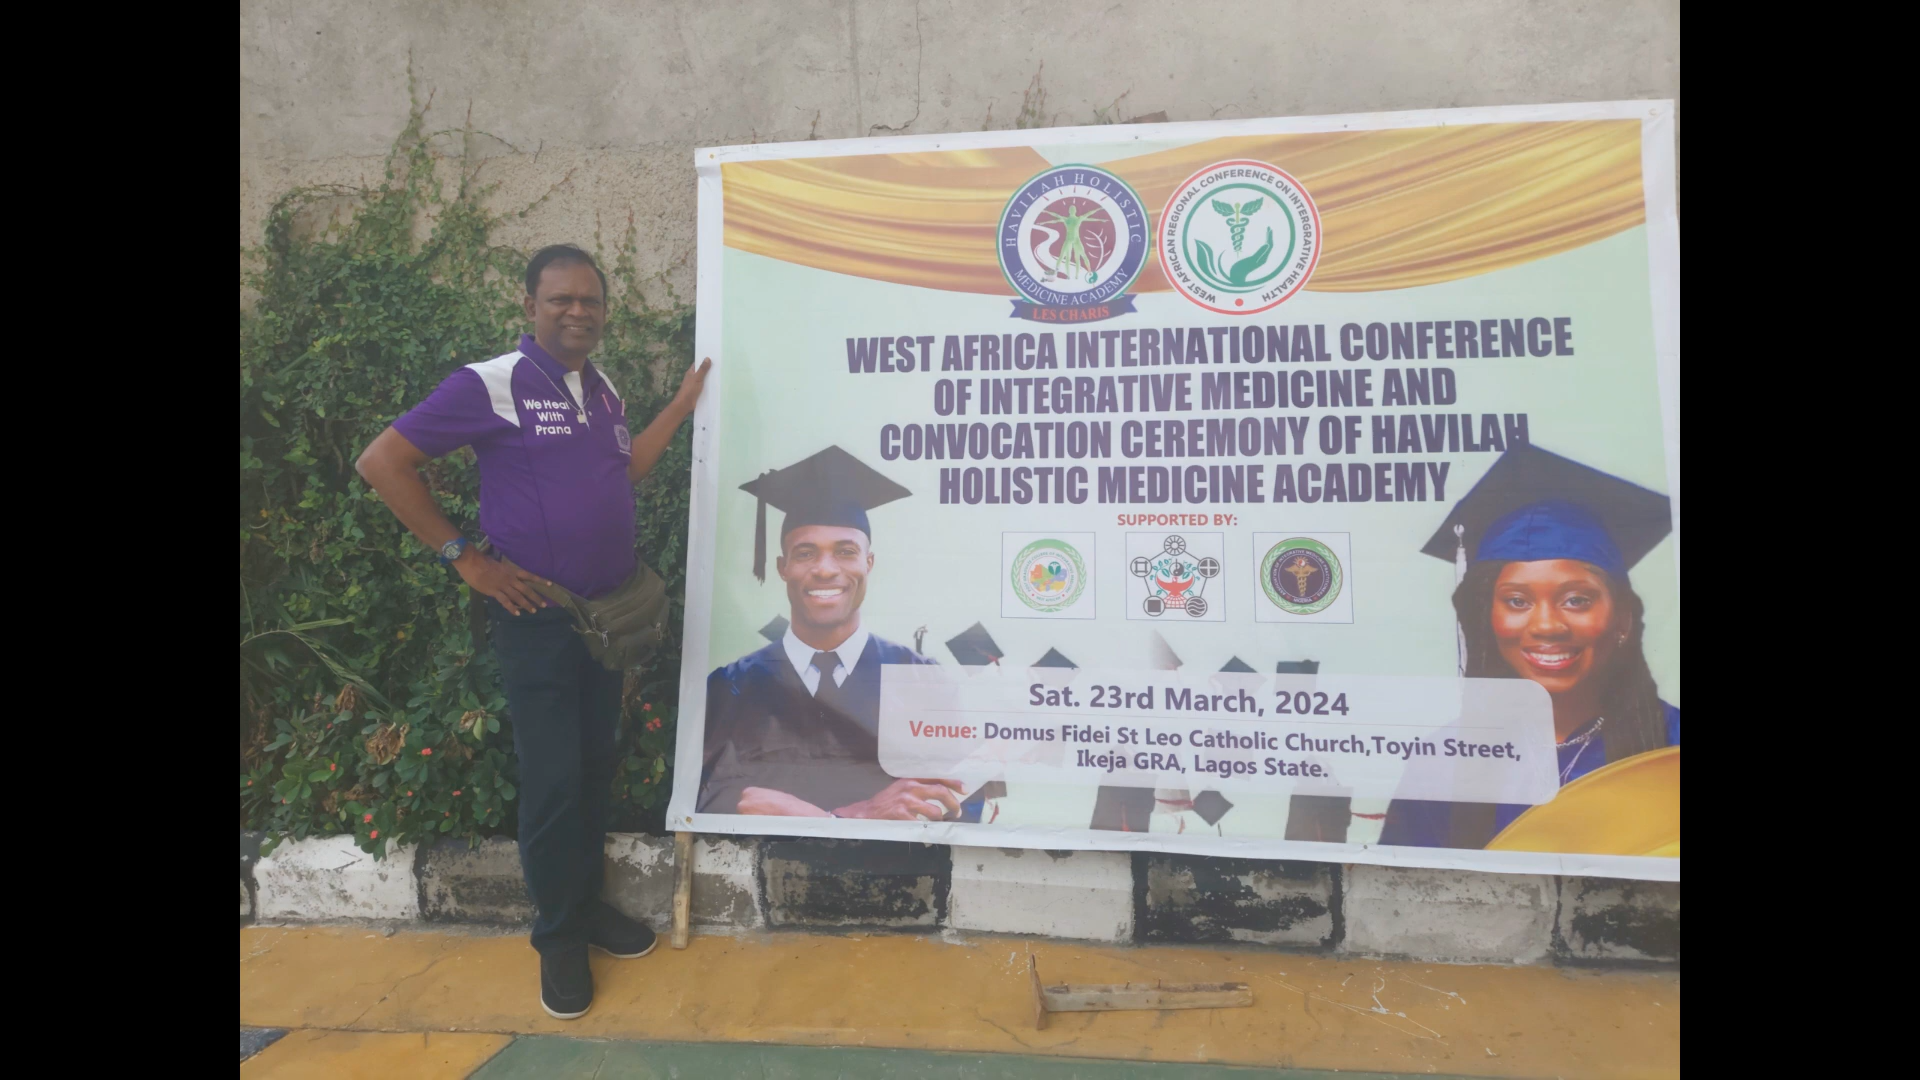 HAVILAH HOLISTIC
MEDICINE ACADEMY
LES CHARIS
WEST AFRICAN REGIONAL CONFERENCE ON INTERGRATIVE HEALTH
WEST AFRICA INTERNATIONAL CONFERENCE
OF INTEGRATIVE MEDICINE AND
CONVOCATION CEREMONY OF HAVILAH
HOLISTIC MEDICINE ACADEMY
SUPPORTED BY:
Sat. 23rd March, 2024
Venue: Domus Fidei St Leo Catholic Church,Toyin Street,
Ikeja GRA, Lagos State.
We Heal
With
Prana